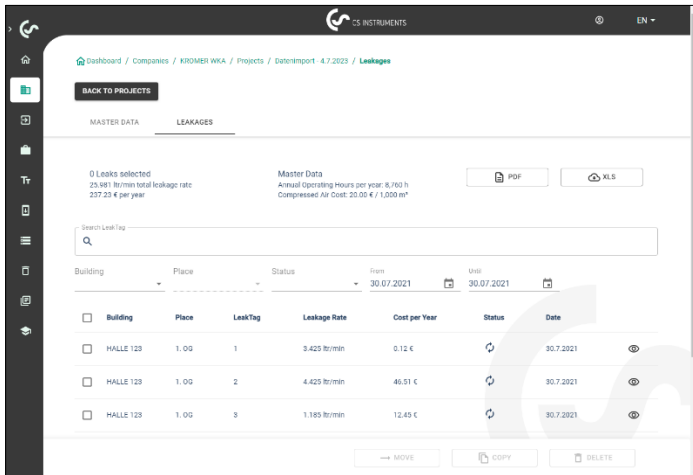 CS INSTRUMENTS
EN
Dashboard / Companies / KROMER WKA / Projects / Datenimport - 4.7.2023 / Leakages
BACK TO PROJECTS
MASTER DATA LEAKAGES
0 Leaks selected
25.981 ltr/min total leakage rate
237.23 € per year
Master Data
Annual Operating Hours per year: 8,760 h
Compressed Air Cost: 20.00 € / 1,000 m³
PDF XLS
Search LeakTag
Building Place Status From 30.07.2021 Until 30.07.2021
Building Place LeakTag Leakage Rate Cost per Year Status Date
HALLE 123 1. OG 1 3.425 ltr/min 0.12 € 30.7.2021
HALLE 123 1. OG 2 4.425 ltr/min 46.51 € 30.7.2021
HALLE 123 1. OG 3 1.185 ltr/min 12.45 € 30.7.2021
MOVE COPY DELETE